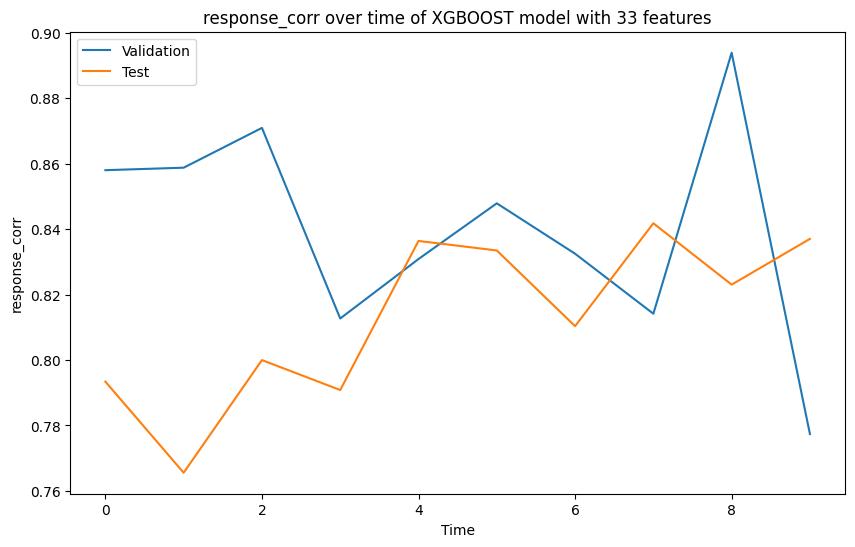 response_corr over time of XGBOOST model with 33 features
Validation
Test
0.90
0.88
0.86
0.84
0.82
0.80
0.78
0.76
response_corr
0
2
4
6
8
Time